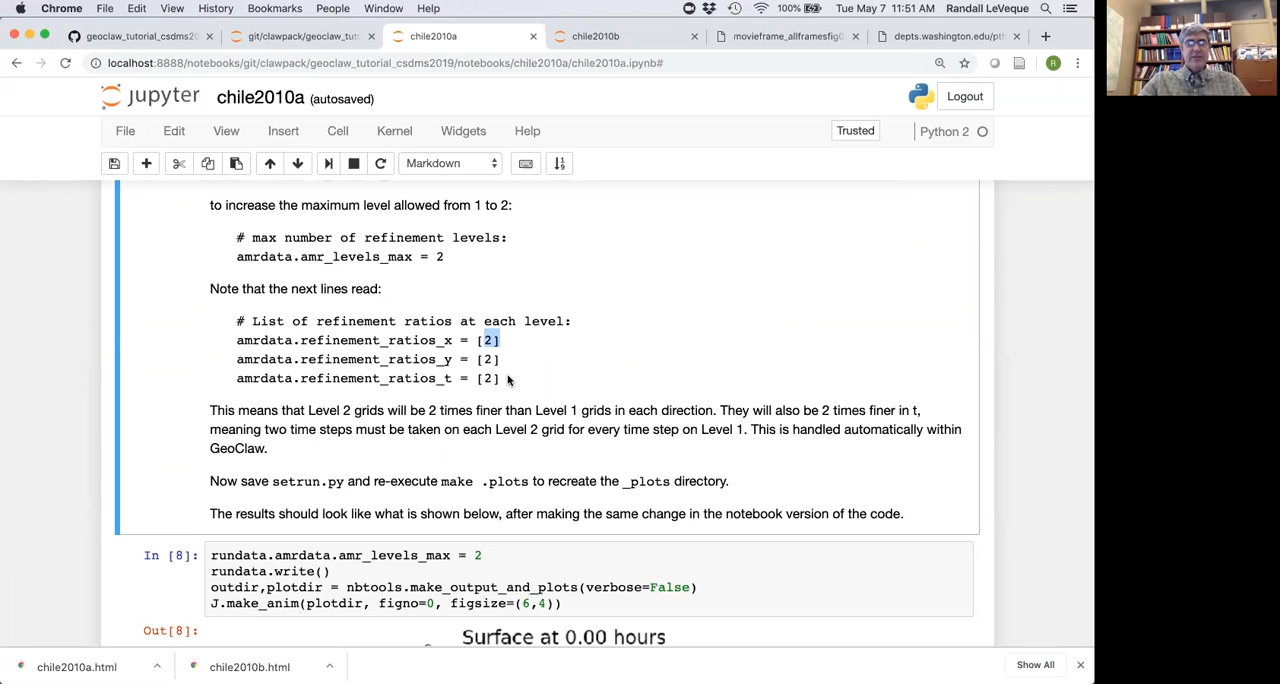 Chrome File Edit View History Bookmarks People Window Help 100% Tue May 7 11:51 AM Randall LeVeque
geoclaw_tutorial_csdms2019 git/clawpack/geoclaw_tut chile2010a chile2010b movieframe_allframesfig0 depts.washington.edu/pth
localhost:8888/notebooks/git/clawpack/geoclaw_tutorial_csdms2019/notebooks/chile2010a/chile2010a.ipynb# R
jupyter chile2010a (autosaved) Logout
File Edit View Insert Cell Kernel Widgets Help Trusted Python 2
Markdown
to increase the maximum level allowed from 1 to 2:
# max number of refinement levels:
amrdata.amr_levels_max = 2
Note that the next lines read:
# List of refinement ratios at each level:
amrdata.refinement_ratios_x = [2]
amrdata.refinement_ratios_y = [2]
amrdata.refinement_ratios_t = [2]
This means that Level 2 grids will be 2 times finer than Level 1 grids in each direction. They will also be 2 times finer in t,
meaning two time steps must be taken on each Level 2 grid for every time step on Level 1. This is handled automatically within
GeoClaw.
Now save setrun.py and re-execute make .plots to recreate the _plots directory.
The results should look like what is shown below, after making the same change in the notebook version of the code.
In [8]: rundata.amrdata.amr_levels_max = 2
rundata.write()
outdir,plotdir = nbtools.make_output_and_plots(verbose=False)
J.make_anim(plotdir, figno=0, figsize=(6,4))
Out[8]:
Surface at 0.00 hours
chile2010a.html chile2010b.html Show All